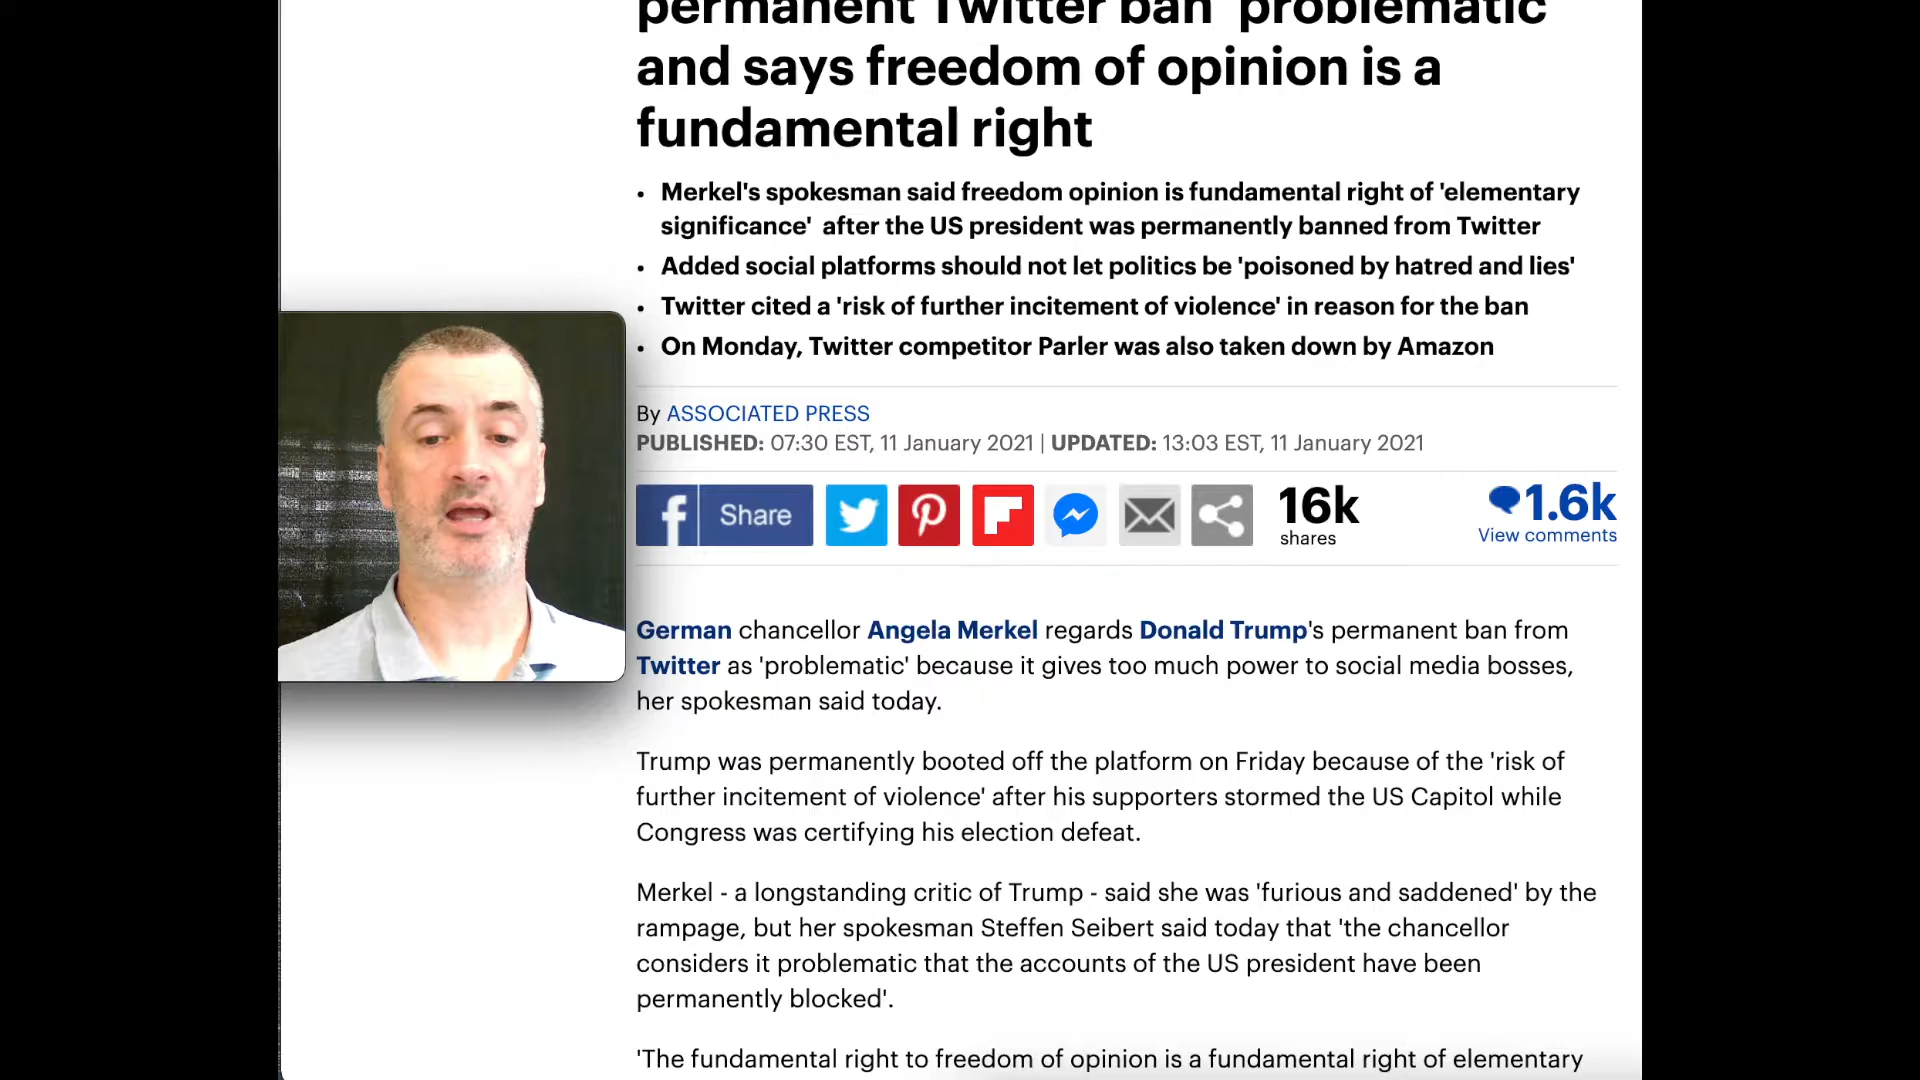 permanent Twitter ban 'problematic'
and says freedom of opinion is a
fundamental right
• Merkel's spokesman said freedom opinion is fundamental right of 'elementary
significance'  after the US president was permanently banned from Twitter
• Added social platforms should not let politics be 'poisoned by hatred and lies'
• Twitter cited a 'risk of further incitement of violence' in reason for the ban
• On Monday, Twitter competitor Parler was also taken down by Amazon
By ASSOCIATED PRESS
PUBLISHED: 07:30 EST, 11 January 2021 | UPDATED: 13:03 EST, 11 January 2021
f Share
16k
shares
1.6k
View comments
German chancellor Angela Merkel regards Donald Trump's permanent ban from
Twitter as 'problematic' because it gives too much power to social media bosses,
her spokesman said today.
Trump was permanently booted off the platform on Friday because of the 'risk of
further incitement of violence' after his supporters stormed the US Capitol while
Congress was certifying his election defeat.
Merkel - a longstanding critic of Trump - said she was 'furious and saddened' by the
rampage, but her spokesman Steffen Seibert said today that 'the chancellor
considers it problematic that the accounts of the US president have been
permanently blocked'.
'The fundamental right to freedom of opinion is a fundamental right of elementary